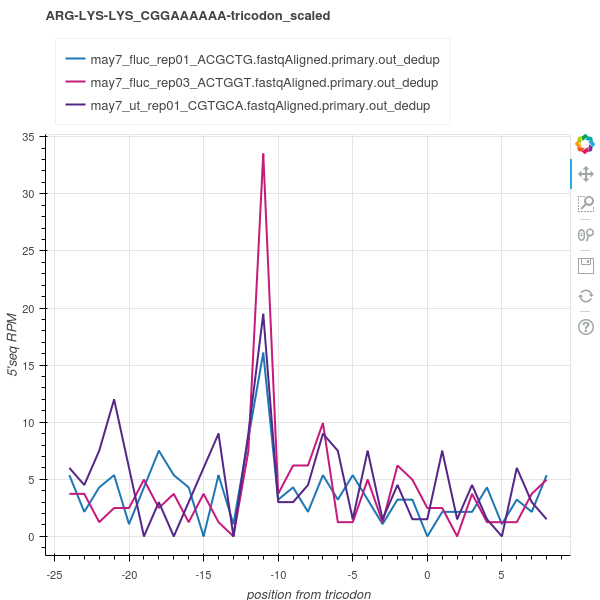 ARG-LYS-LYS_CGGAAAAAA-tricodon_scaled
may7_fluc_rep01_ACGCTG.fastqAligned.primary.out_dedup
may7_fluc_rep03_ACTGGT.fastqAligned.primary.out_dedup
may7_ut_rep01_CGTGCA.fastqAligned.primary.out_dedup
35
30
25
20
15
10
5
0
5'seq RPM
-25 -20 -15 -10 -5 0 5
position from tricodon